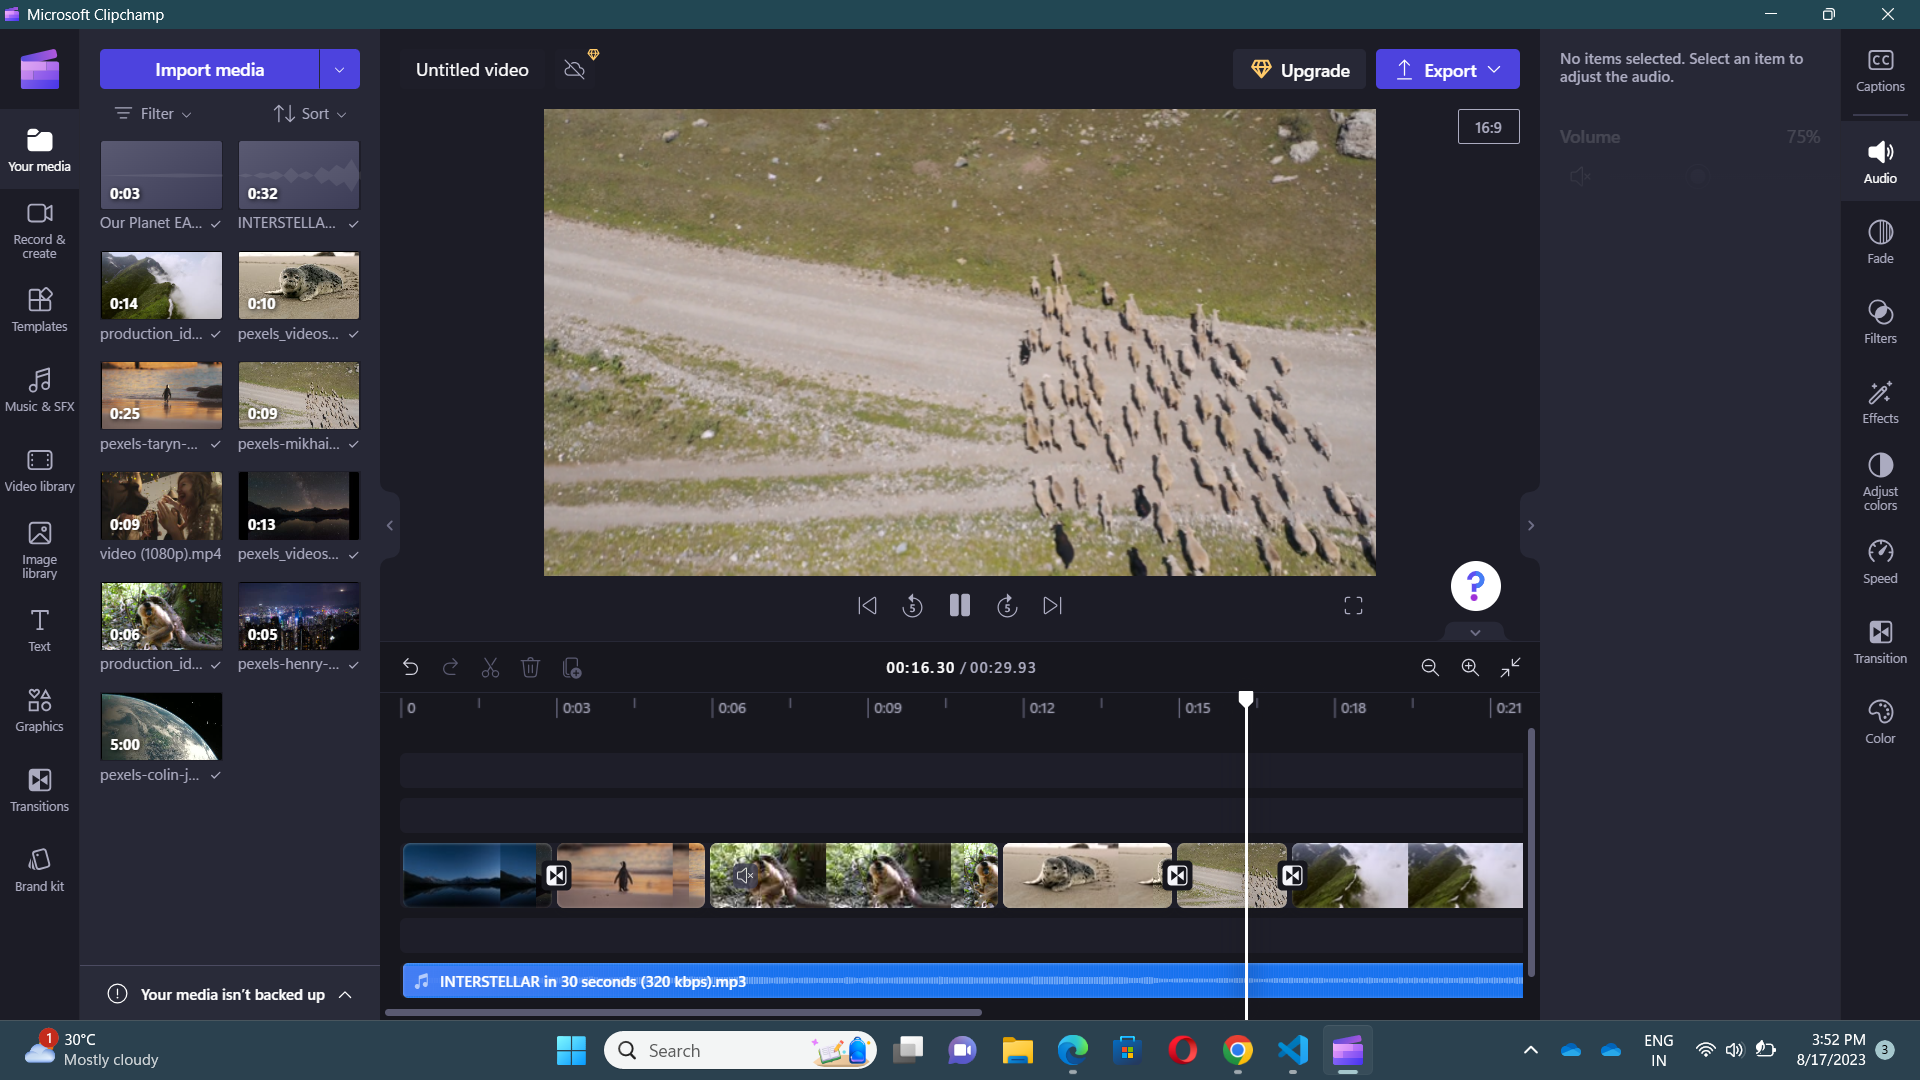 Microsoft Clipchamp
Import media
Filter
Sort
Your media
Record &
create
Templates
Music & SFX
Video library
Image
library
Text
Graphics
Transitions
Brand kit
0:03
Our Planet EA...
0:32
INTERSTELLA...
0:14
production_id...
0:10
pexels_videos...
0:25
pexels-taryn-...
0:09
pexels-mikhai...
0:09
video (1080p).mp4
0:13
pexels_videos...
0:06
production_id...
0:05
pexels-henry-...
5:00
pexels-colin-j...
Your media isn't backed up
Untitled video
Upgrade
Export
16:9
5
5
?
00:16.30 / 00:29.93
0
0:03
0:06
0:09
0:12
0:15
0:18
0:21
INTERSTELLAR in 30 seconds (320 kbps).mp3
No items selected. Select an item to
adjust the audio.
Volume
75%
CC
Captions
Audio
Fade
Filters
Effects
Adjust
colors
Speed
Transition
Color
1
30°C
Mostly cloudy
Search
ENG
IN
3:52 PM
8/17/2023
3